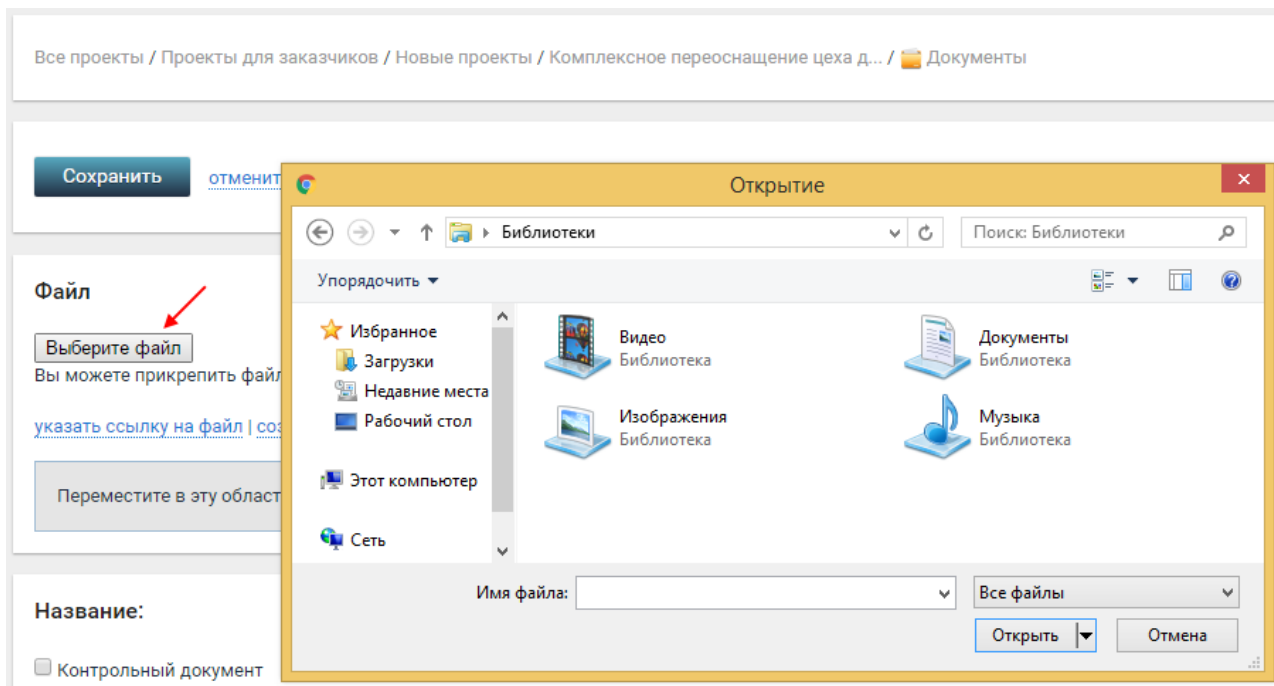 Все проекты / Проекты для заказчиков / Новые проекты / Комплексное переоснащение цеха д... / Документы
Сохранить
отменит
Открытие
Библиотеки
Поиск: Библиотеки
Упорядочить
Файл
Выберите файл
Вы можете прикрепить файл
указать ссылку на файл | соз
Переместите в эту област
Избранное
Загрузки
Недавние места
Рабочий стол
Этот компьютер
Сеть
Видео
Библиотека
Документы
Библиотека
Изображения
Библиотека
Музыка
Библиотека
Имя файла:
Все файлы
Открыть
Отмена
Название:
Контрольный документ